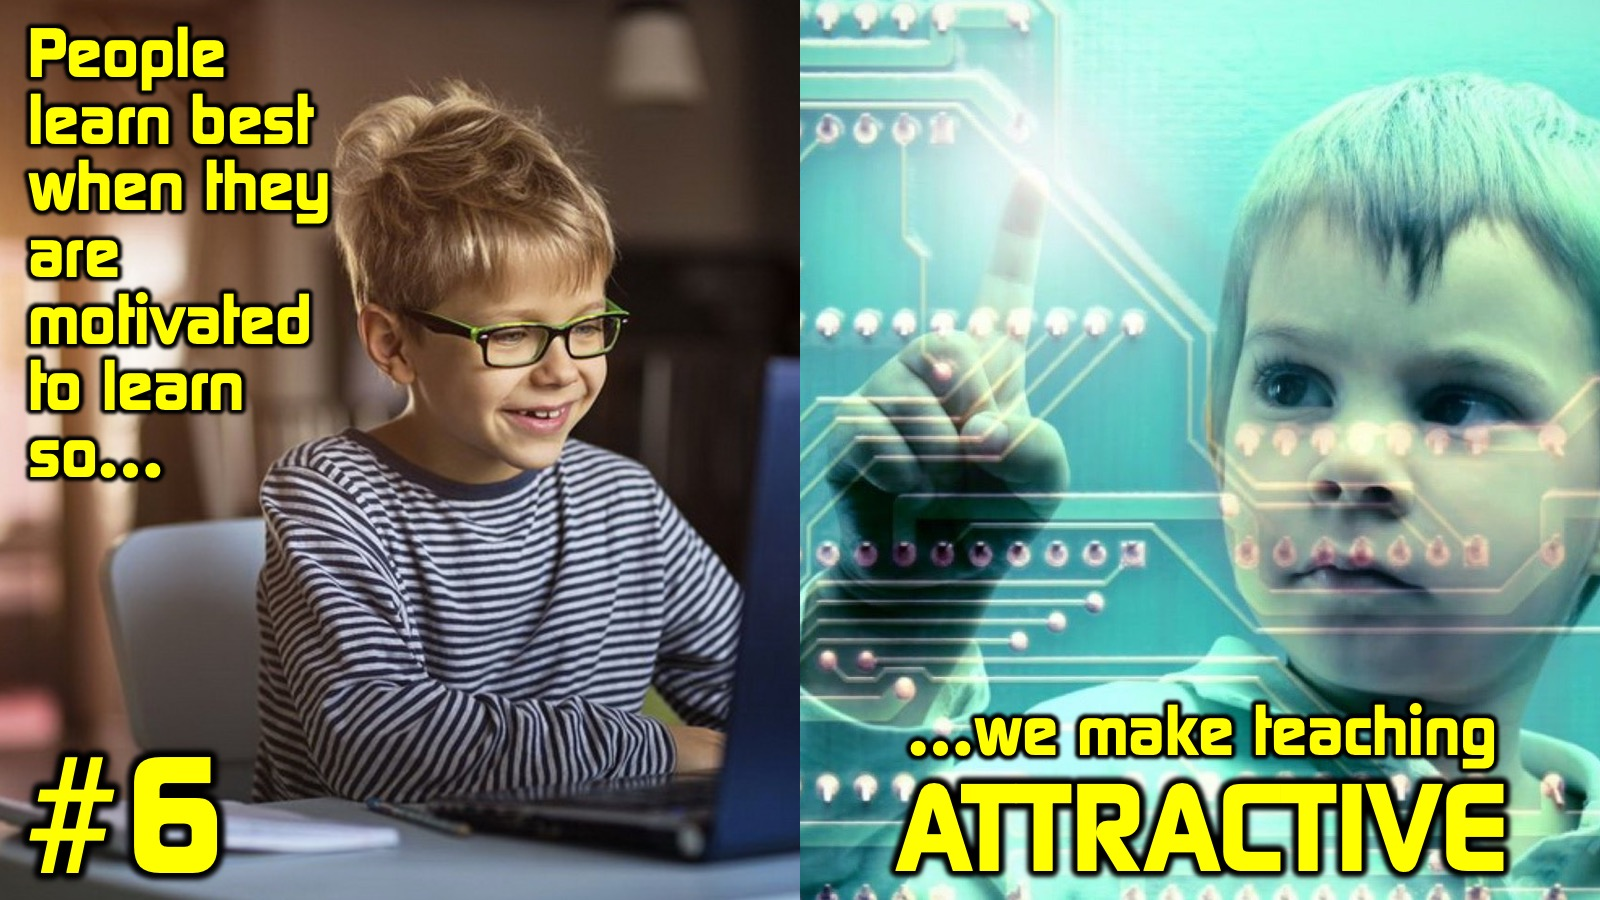 People
learn best
when they
are
motivated
to learn
so...
#6
...we make teaching
ATTRACTIVE